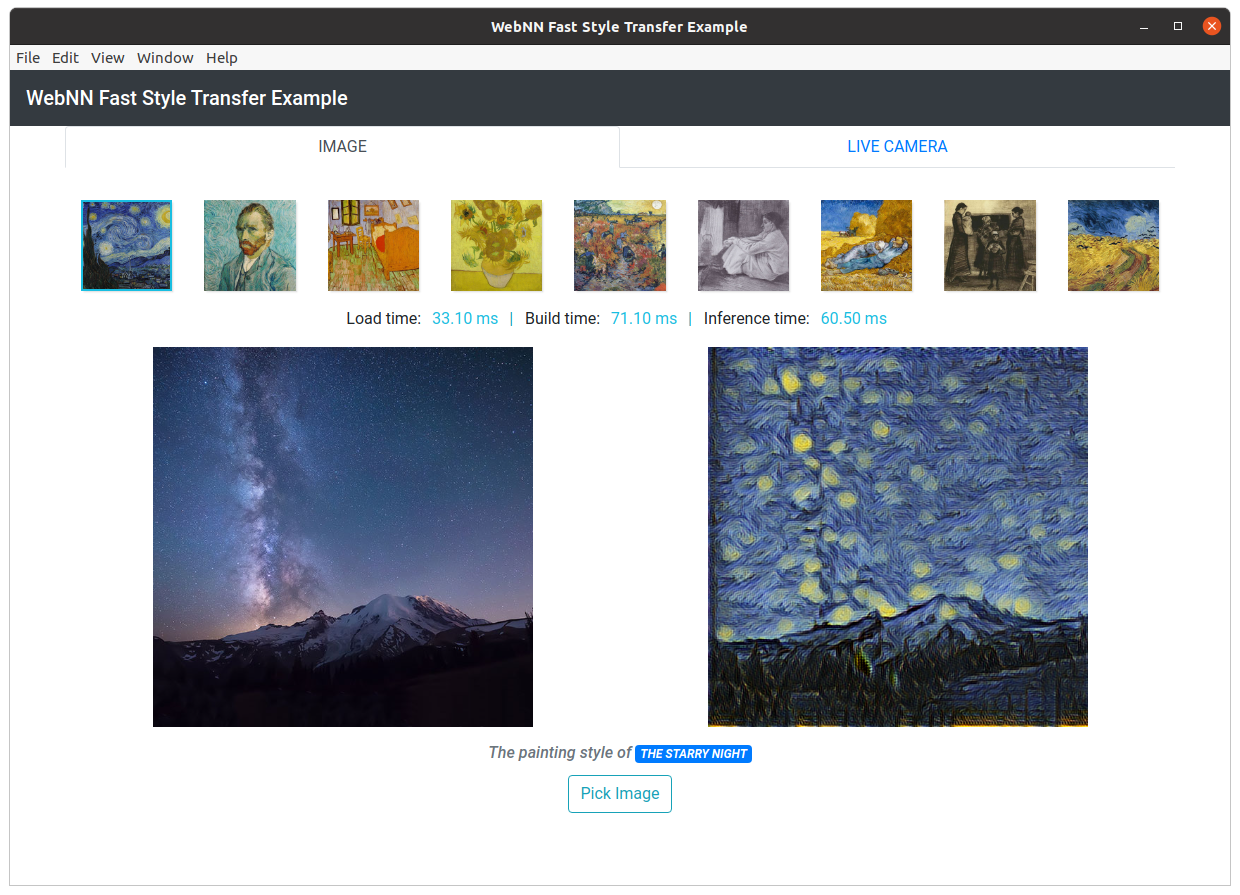 WebNN Fast Style Transfer Example
File Edit View Window Help
WebNN Fast Style Transfer Example
IMAGE LIVE CAMERA
Load time: 33.10 ms | Build time: 71.10 ms | Inference time: 60.50 ms
The painting style of THE STARRY NIGHT
Pick Image